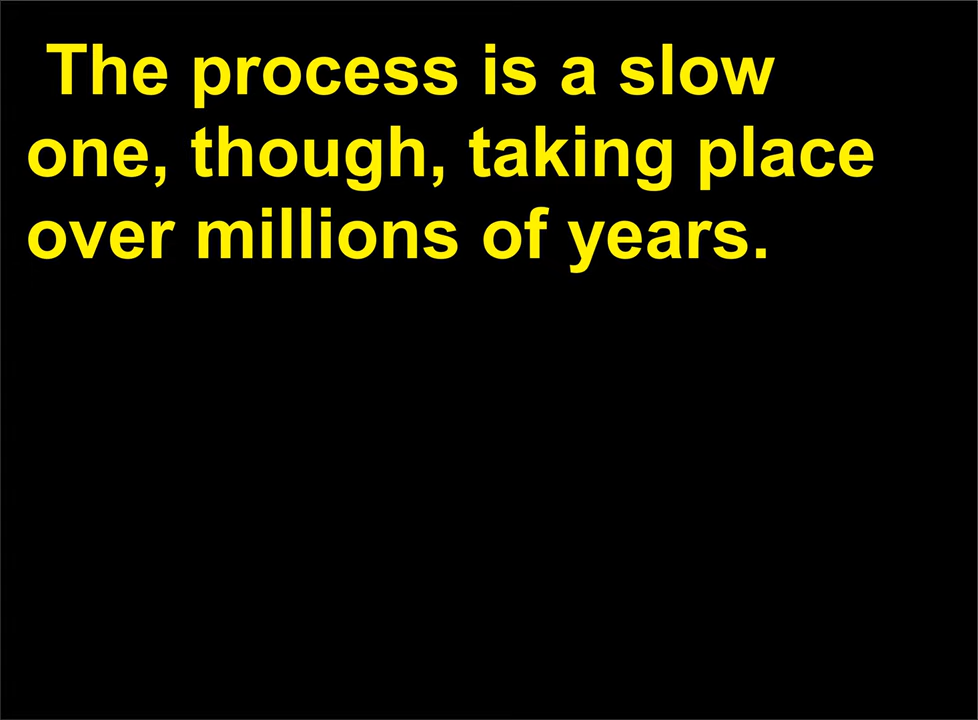 The process is a slow
one, though, taking place
over millions of years.